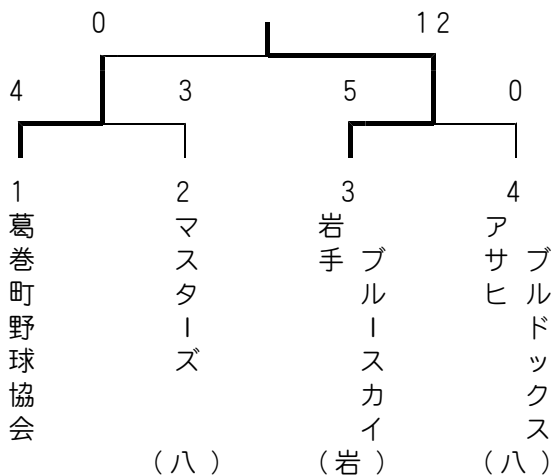 0 12
4 3 5 0
1 2 3 4
葛巻町野球協会
マスターズ
(八)
岩手
ブルースカイ
(岩)
アサヒ
ブルドックス
(八)